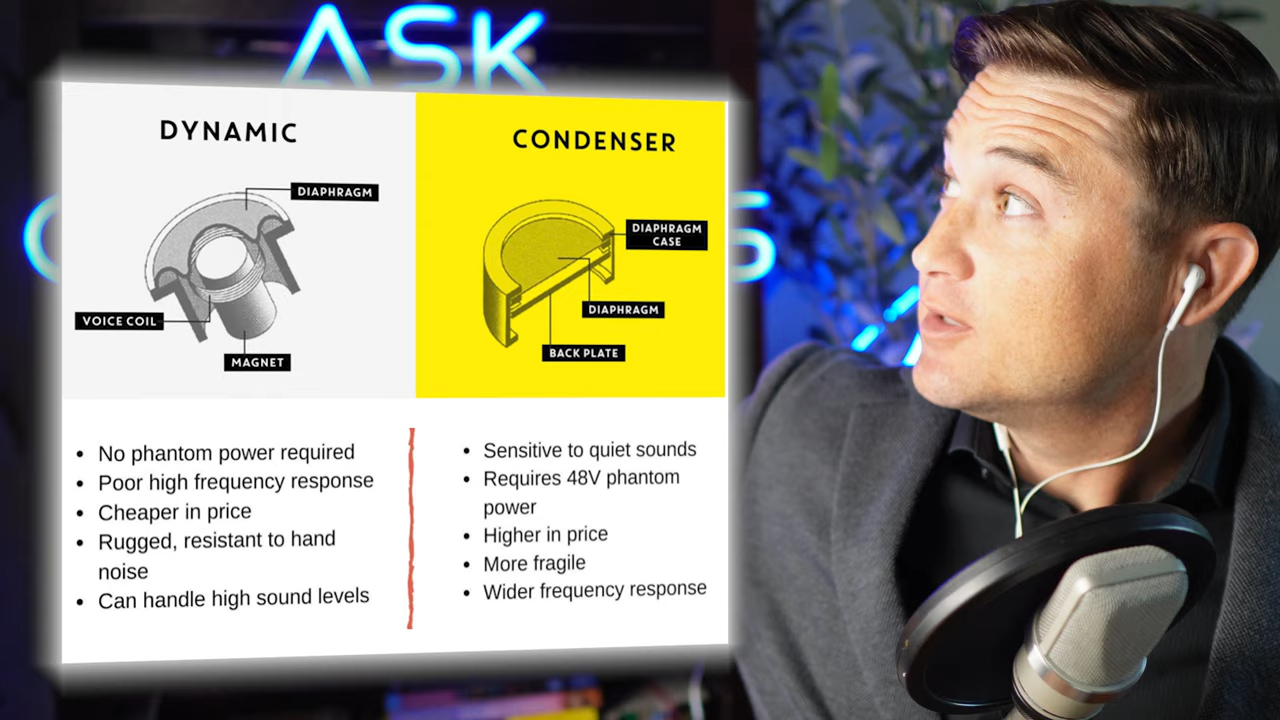 ASK
DYNAMIC
DIAPHRAGM
VOICE COIL
MAGNET
CONDENSER
DIAPHRAGM
CASE
DIAPHRAGM
BACK PLATE
• No phantom power required
• Poor high frequency response
• Cheaper in price
• Rugged, resistant to hand
noise
• Can handle high sound levels
• Sensitive to quiet sounds
• Requires 48V phantom
power
• Higher in price
• More fragile
• Wider frequency response